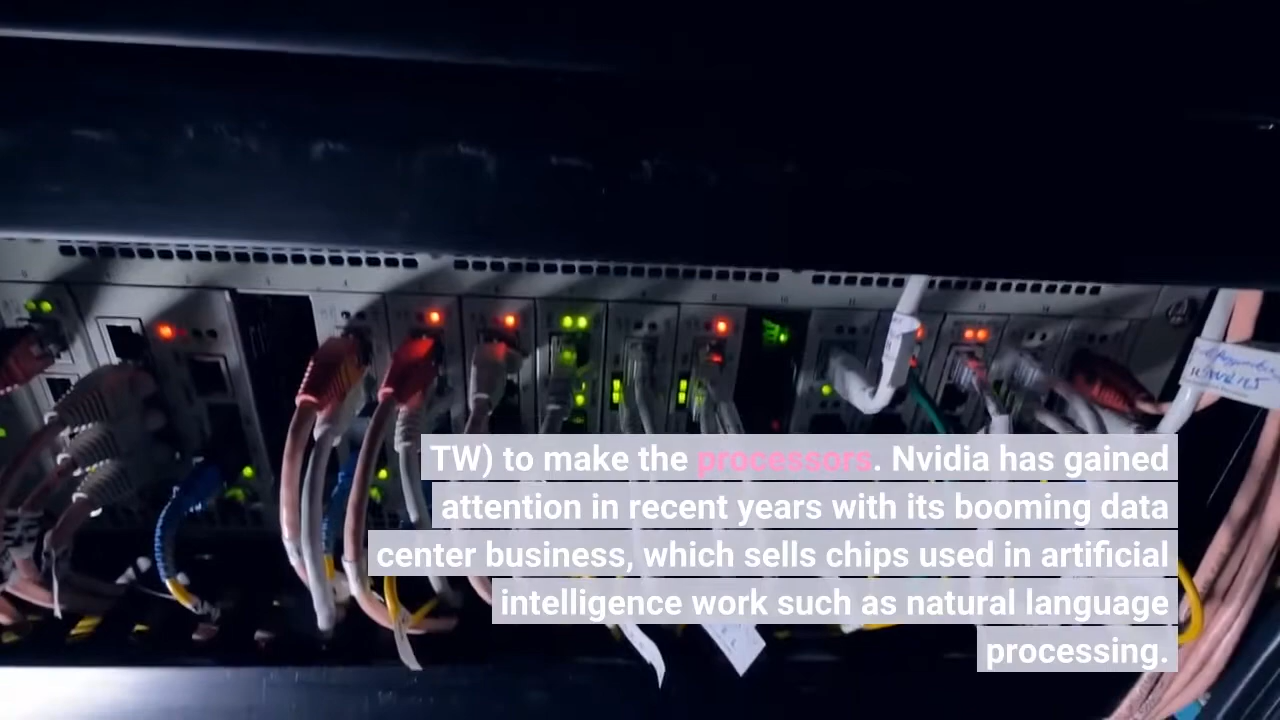 TW) to make the processors. Nvidia has gained
attention in recent years with its booming data
center business, which sells chips used in artificial
intelligence work such as natural language
processing.